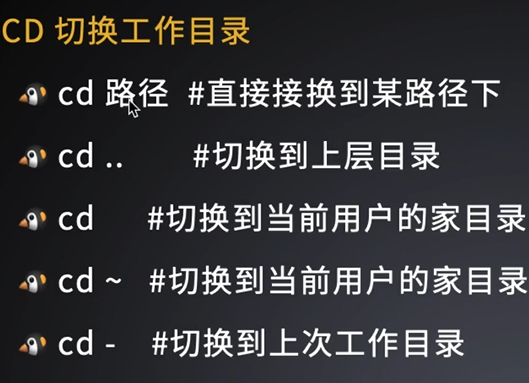 CD 切换工作目录
cd 路径 #直接接换到某路径下
cd .. #切换到上层目录
cd #切换到当前用户的家目录
cd ~ #切换到当前用户的家目录
cd - #切换到上次工作目录